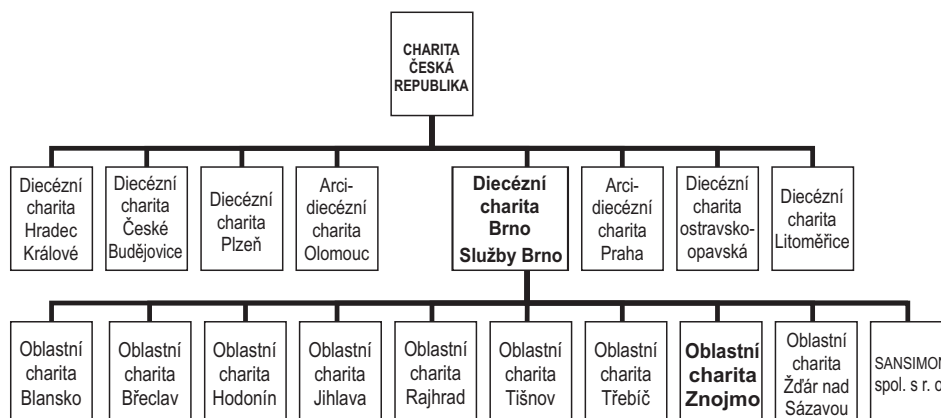 CHARITA
ČESKÁ
REPUBLIKA
Diecézní
charita
Hradec
Králové
Diecézní
charita
České
Budějovice
Diecézní
charita
Plzeň
Arci-
diecézní
charita
Olomouc
Diecézní
charita
Brno
Služby Brno
Arci-
diecézní
charita
Praha
Diecézní
charita
ostravsko-
opavská
Diecézní
charita
Litoměřice
Oblastní
charita
Blansko
Oblastní
charita
Břeclav
Oblastní
charita
Hodonín
Oblastní
charita
Jihlava
Oblastní
charita
Rajhrad
Oblastní
charita
Tišnov
Oblastní
charita
Třebíč
Oblastní
charita
Znojmo
Oblastní
charita
Žďár nad
Sázavou
SANSIMON
spol. s r. o